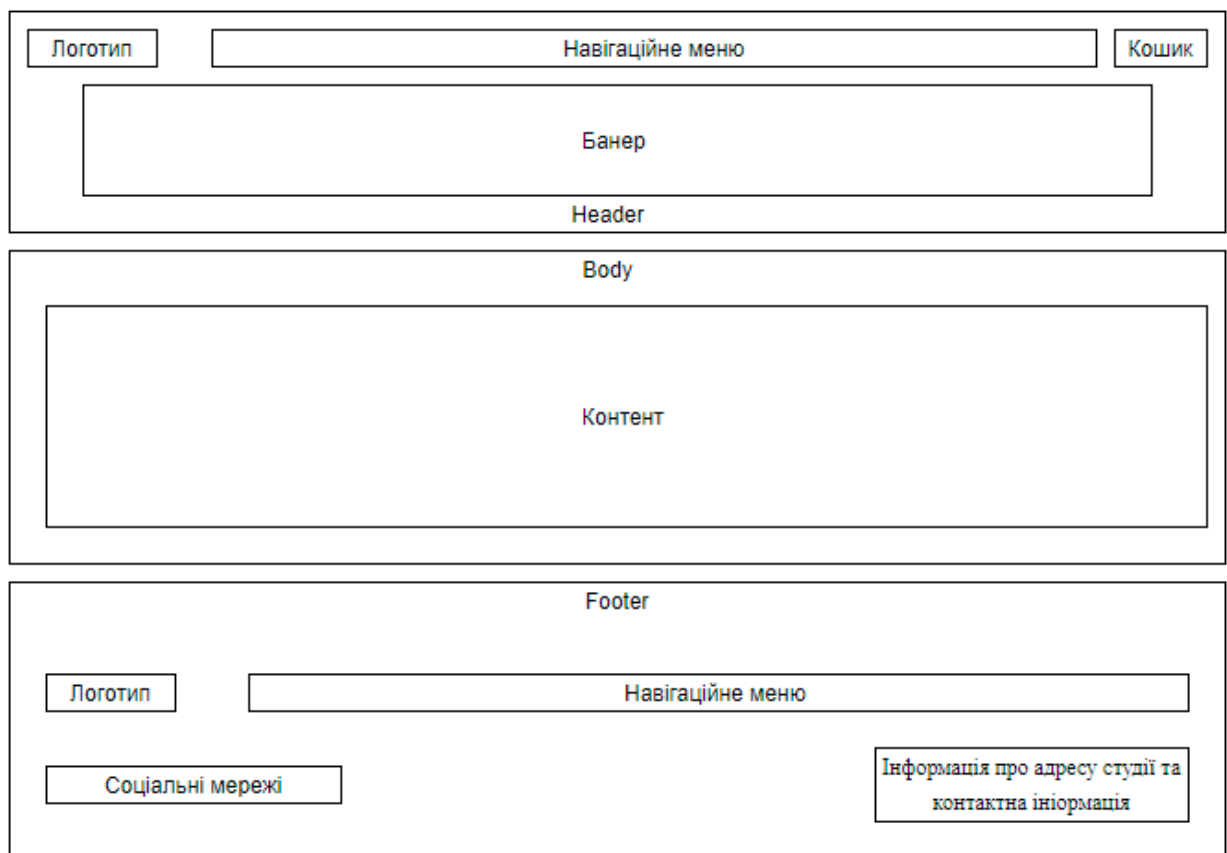 Логотип
Навігаційне меню
Кошик
Банер
Header
Body
Контент
Footer
Логотип
Навігаційне меню
Соціальні мережі
Інформація про адресу студії та
контактна ініормація